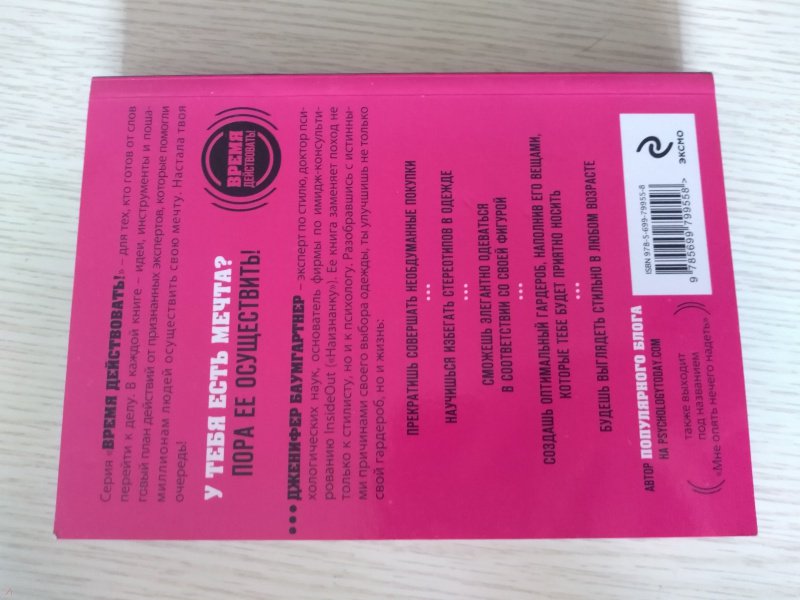 Серия «ВРЕМЯ ДЕЙСТВОВАТЬ!» – для тех, кто готов от слов
перейти к делу. В каждой книге – идеи, инструменты и поша-
говый план действий от признанных экспертов, которые помогли
миллионам людей осуществить свою мечту. Настала твоя
очередь!
У ТЕБЯ ЕСТЬ МЕЧТА?
ПОРА ЕЕ ОСУЩЕСТВИТЬ!
ВРЕМЯ
ДЕЙСТВОВАТЬ!
••• ДЖЕНИФЕР БАУМГАРТНЕР – эксперт по стилю, доктор пси-
хологических наук, основатель фирмы по имидж-консульти-
рованию InsideOut («Наизнанку»). Ее книга заменяет поход не
только к стилисту, но и к психологу. Разобравшись с истинны-
ми причинами своего выбора одежды, ты улучшишь не только
свой гардероб, но и жизнь:
ПРЕКРАТИШЬ СОВЕРШАТЬ НЕОБДУМАННЫЕ ПОКУПКИ
•••
НАУЧИШЬСЯ ИЗБЕГАТЬ СТЕРЕОТИПОВ В ОДЕЖДЕ
•••
СМОЖЕШЬ ЭЛЕГАНТНО ОДЕВАТЬСЯ
В СООТВЕТСТВИИ СО СВОЕЙ ФИГУРОЙ
•••
СОЗДАШЬ ОПТИМАЛЬНЫЙ ГАРДЕРОБ, НАПОЛНИВ ЕГО ВЕЩАМИ,
КОТОРЫЕ ТЕБЕ БУДЕТ ПРИЯТНО НОСИТЬ
•••
БУДЕШЬ ВЫГЛЯДЕТЬ СТИЛЬНО В ЛЮБОМ ВОЗРАСТЕ
АВТОР ПОПУЛЯРНОГО БЛОГА
НА PSYCHOLOGYTODAY.COM
также выходит
под названием
«Мне опять нечего надеть»
ISBN 978-5-699-79955-8
9 785699 799558 >
ЭКСМО